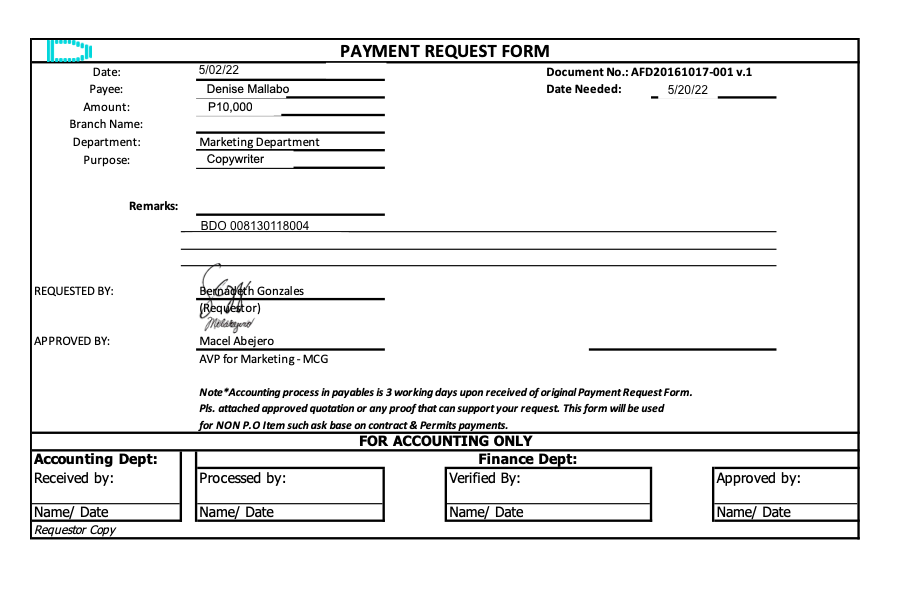 PAYMENT REQUEST FORM
Date: 5/02/22 Document No.: AFD20161017-001 v.1
Payee: Denise Mallabo Date Needed: 5/20/22
Amount: P10,000
Branch Name:
Department: Marketing Department
Purpose: Copywriter
Remarks:
BDO 008130118004
REQUESTED BY: Bernadeth Gonzales
(Requestor)
APPROVED BY: Macel Abejero
AVP for Marketing - MCG
Note*Accounting process in payables is 3 working days upon received of original Payment Request Form.
Pls. attached approved quotation or any proof that can support your request. This form will be used
for NON P.O Item such ask base on contract & Permits payments.
FOR ACCOUNTING ONLY
Accounting Dept: Finance Dept:
Received by: Processed by: Verified By: Approved by:
Name/ Date Name/ Date Name/ Date Name/ Date
Requestor Copy